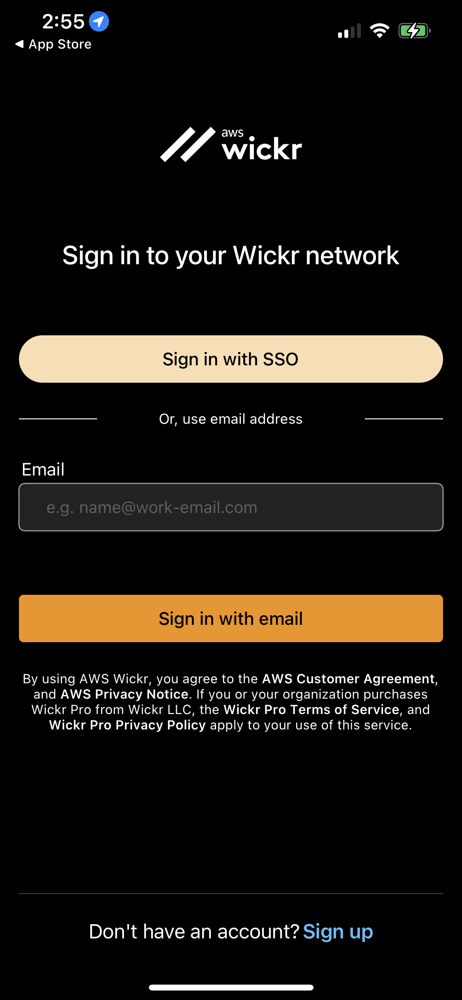 2:55
App Store
aws
wickr
Sign in to your Wickr network
Sign in with SSO
Or, use email address
Email
e.g. name@work-email.com
Sign in with email
By using AWS Wickr, you agree to the AWS Customer Agreement,
and AWS Privacy Notice. If you or your organization purchases
Wickr Pro from Wickr LLC, the Wickr Pro Terms of Service, and
Wickr Pro Privacy Policy apply to your use of this service.
Don't have an account? Sign up